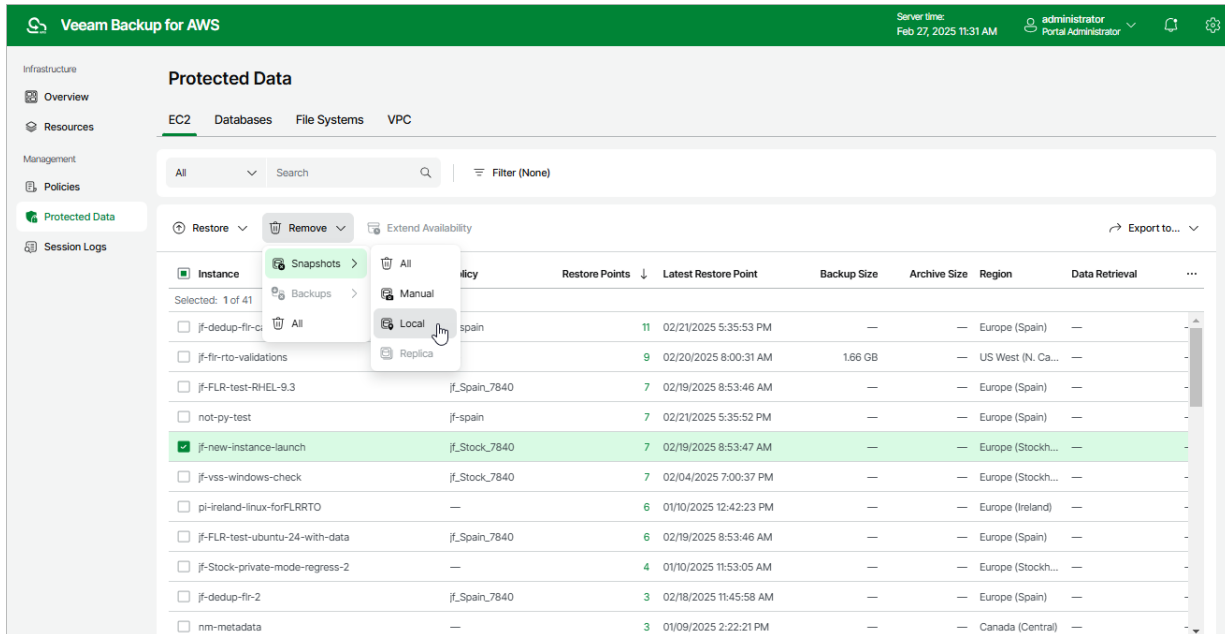 Veeam Backup for AWS
Server time:
Feb 27, 2025 11:31 AM
administrator
Portal Administrator
Infrastructure
Overview
Resources
Management
Policies
Protected Data
Session Logs
Protected Data
EC2 Databases File Systems VPC
All Search Filter (None)
Restore Remove Extend Availability Export to...
Snapshots
Backups
All
All
Manual
Local
Replica
Instance Restore Points ↓ Latest Restore Point Backup Size Archive Size Region Data Retrieval ...
Selected: 1 of 41
spain 11 02/21/2025 5:35:53 PM — — Europe (Spain) —
jf-flr-rto-validations 9 02/20/2025 8:00:31 AM 1.66 GB — US West (N. Ca... —
jf-FLR-test-RHEL-9.3 jf_Spain_7840 7 02/19/2025 8:53:46 AM — — Europe (Spain) —
not-py-test jf-spain 7 02/21/2025 5:35:52 PM — — Europe (Spain) —
jf-new-instance-launch jf_Stock_7840 7 02/19/2025 8:53:47 AM — — Europe (Stockh... —
jf-vss-windows-check jf_Stock_7840 7 02/04/2025 7:00:37 PM — — Europe (Stockh... —
pi-ireland-linux-forFLRRTO — 6 01/10/2025 12:42:23 PM — — Europe (Ireland) —
jf-FLR-test-ubuntu-24-with-data jf_Spain_7840 6 02/19/2025 8:53:46 AM — — Europe (Spain) —
jf-Stock-private-mode-regress-2 — 4 01/10/2025 11:53:05 AM — — Europe (Stockh... —
jf-dedup-flr-2 jf_Spain_7840 3 02/18/2025 11:45:58 AM — — Europe (Spain) —
nm-metadata — 3 01/09/2025 2:22:21 PM — — Canada (Central) —